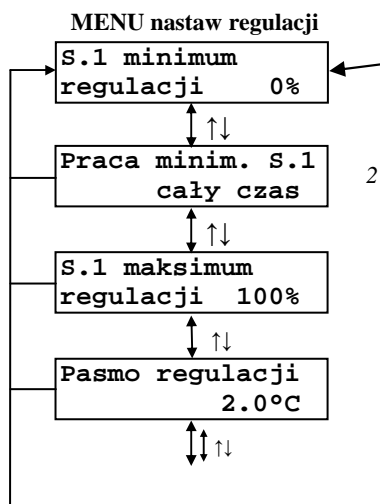 MENU nastaw regulacji
S.1 minimum
regulacji 0%
↑↓
Praca minim. S.1
cały czas
2
↑↓
S.1 maksimum
regulacji 100%
↑↓
Pasmo regulacji
2.0°C
↑↓